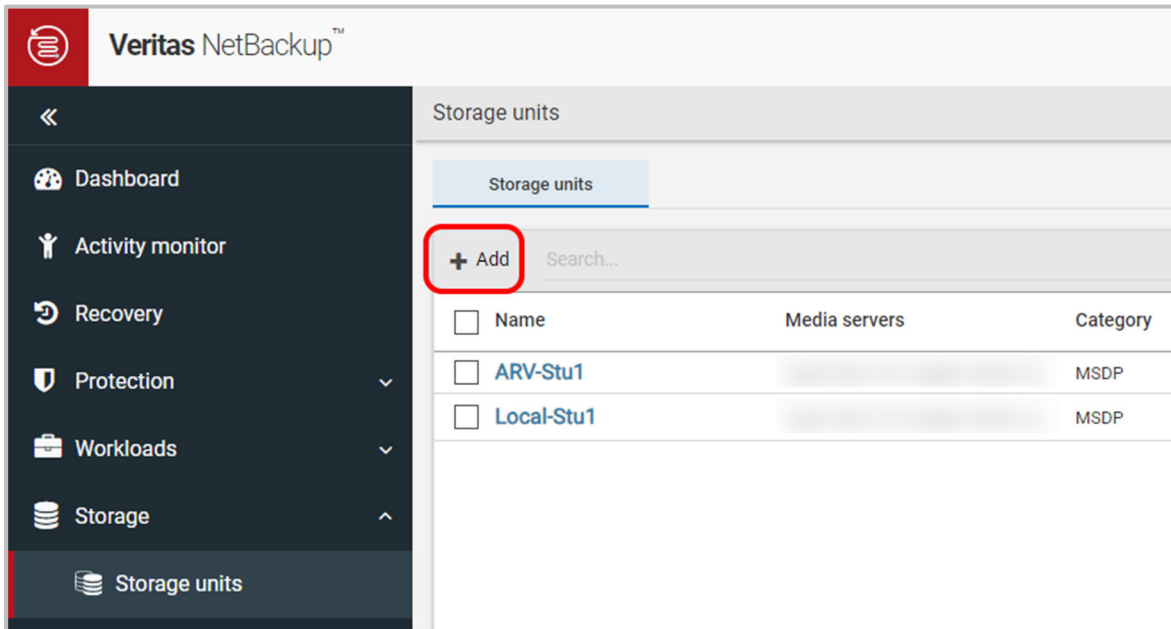 Veritas NetBackup™
Storage units
Dashboard
Activity monitor
Recovery
Protection
Workloads
Storage
Storage units
Storage units
+ Add Search...
Name Media servers Category
ARV-Stu1 MSDP
Local-Stu1 MSDP